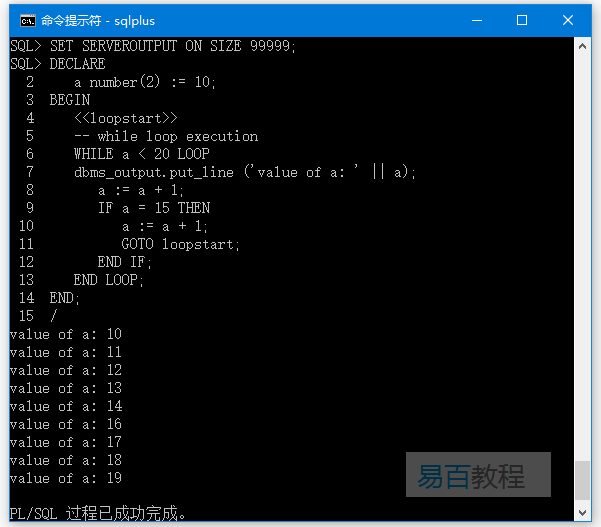 命令提示符 - sqlplus
SQL> SET SERVEROUTPUT ON SIZE 99999;
SQL> DECLARE
  2     a number(2) := 10;
  3  BEGIN
  4     <<loopstart>>
  5     -- while loop execution
  6     WHILE a < 20 LOOP
  7     dbms_output.put_line ('value of a: ' || a);
  8        a := a + 1;
  9        IF a = 15 THEN
 10           a := a + 1;
 11           GOTO loopstart;
 12        END IF;
 13     END LOOP;
 14  END;
 15  /
value of a: 10
value of a: 11
value of a: 12
value of a: 13
value of a: 14
value of a: 16
value of a: 17
value of a: 18
value of a: 19
易百教程
PL/SQL 过程已成功完成。